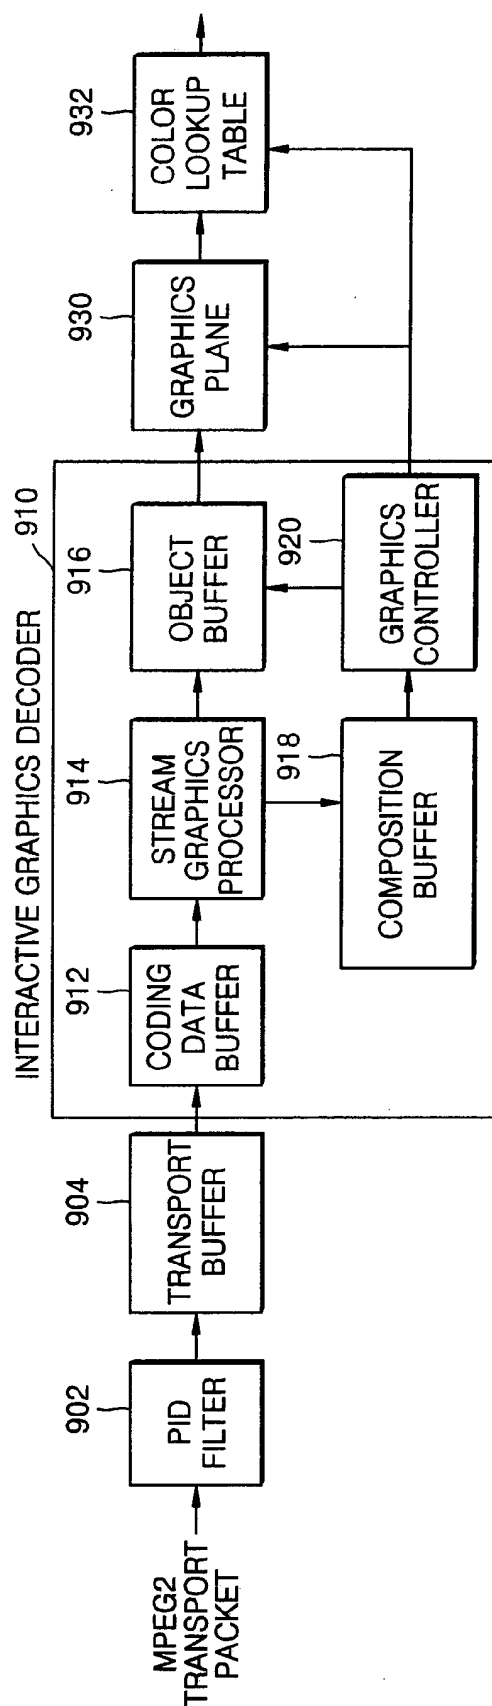 MPEG2
TRANSPORT
PACKET
902
PID
FILTER
904
TRANSPORT
BUFFER
INTERACTIVE GRAPHICS DECODER
910
912
CODING
DATA
BUFFER
914
STREAM
GRAPHICS
PROCESSOR
916
OBJECT
BUFFER
918
COMPOSITION
BUFFER
920
GRAPHICS
CONTROLLER
930
GRAPHICS
PLANE
932
COLOR
LOOKUP
TABLE